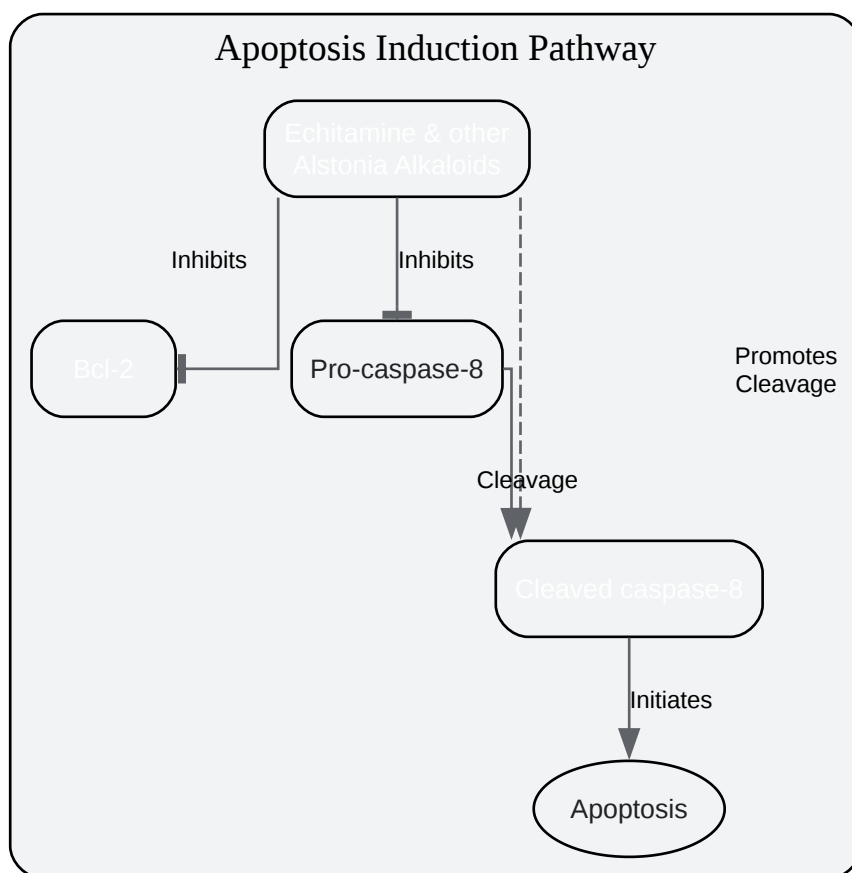 Apoptosis Induction Pathway
Echitamine & other
Alstonia Alkaloids
Inhibits
Inhibits
Bcl-2
Pro-caspase-8
Promotes
Cleavage
Cleavage
Cleaved caspase-8
Initiates
Apoptosis